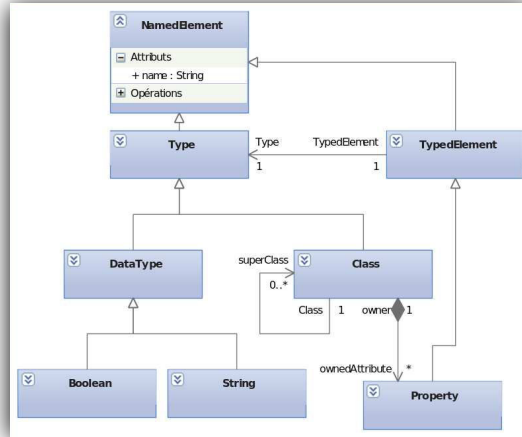 NamedElement
Attributs
+ name : String
Opérations
Type
Type
TypedElement
TypedElement
1
1
DataType
superClass
Class
0..*
Class
1
owner
1
ownedAttribute
*
Boolean
String
Property